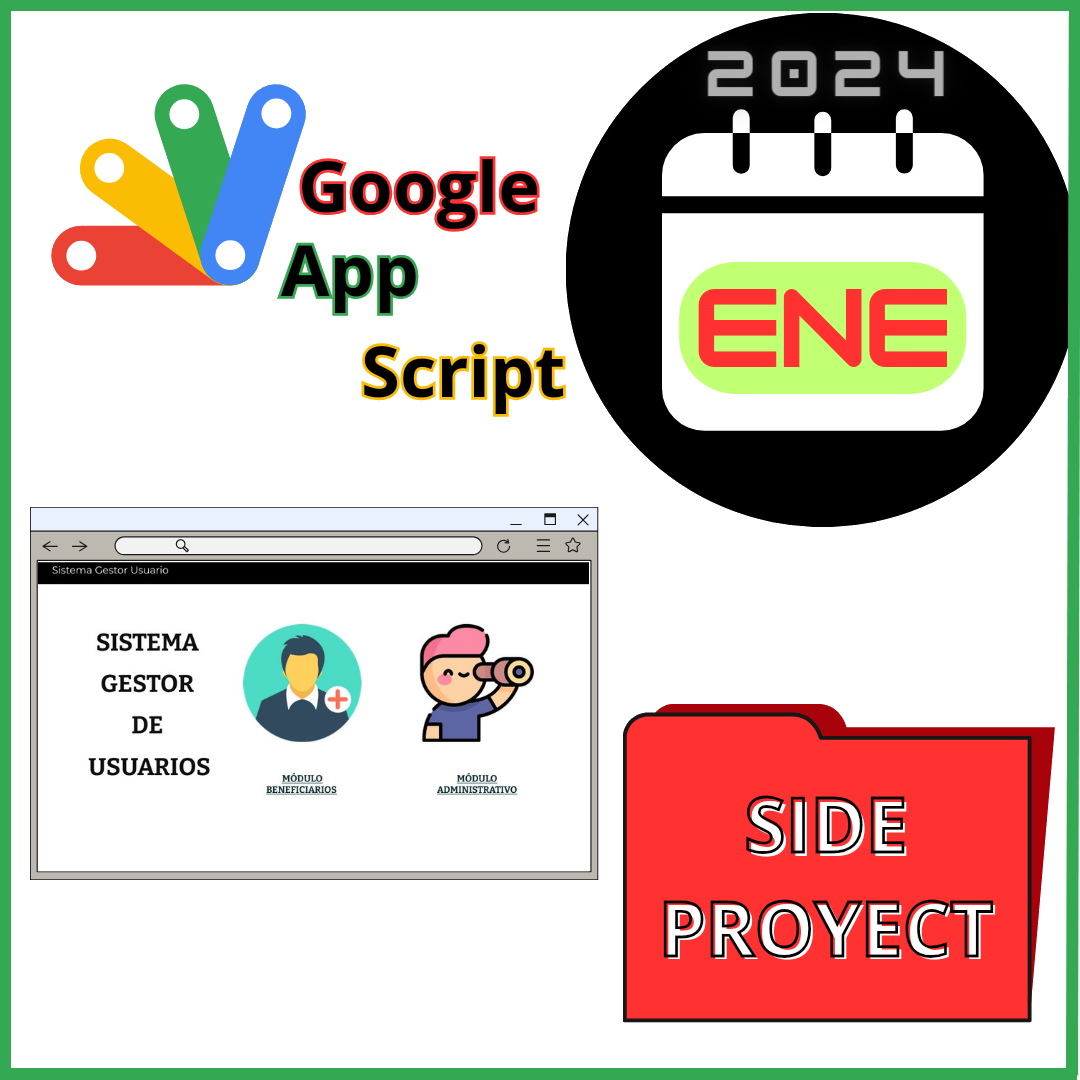 Google
App
Script
2024
ENE
Sistema Gestor Usuario
SISTEMA
GESTOR
DE
USUARIOS
MÓDULO
BENEFICIARIOS
MÓDULO
ADMINISTRATIVO
SIDE
PROYECT